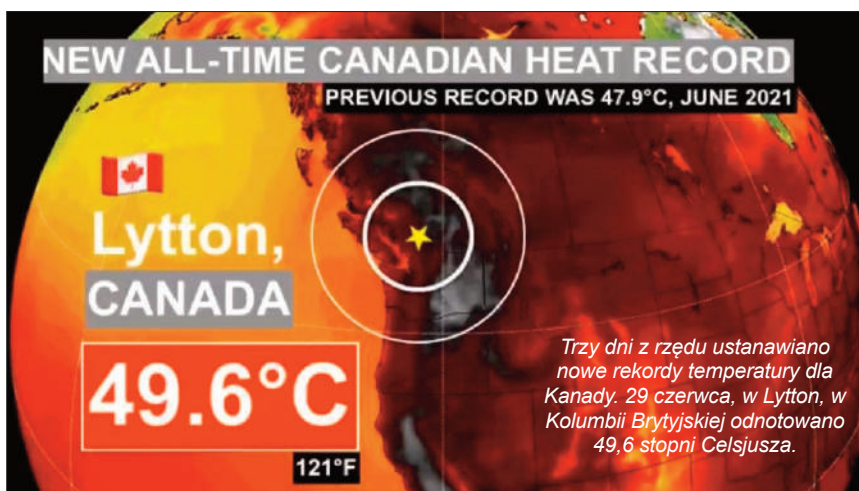 NEW ALL-TIME CANADIAN HEAT RECORD
PREVIOUS RECORD WAS 47.9°C, JUNE 2021
Lytton,
CANADA
49.6°C
121°F
Trzy dni z rzędu ustanawiano
nowe rekordy temperatury dla
Kanady. 29 czerwca, w Lytton, w
Kolumbii Brytyjskiej odnotowano
49,6 stopni Celsjusza.